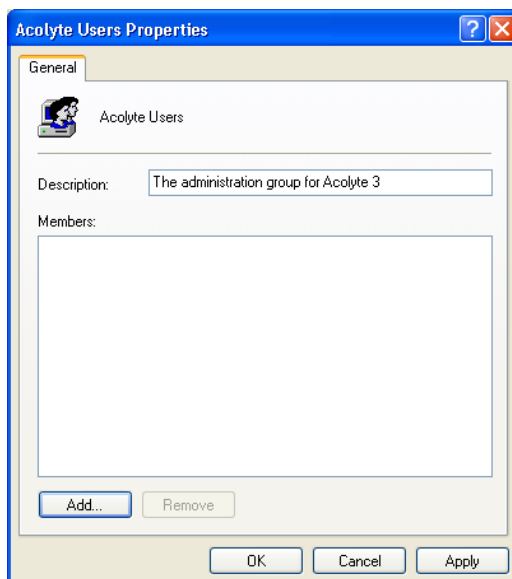 Acolyte Users Properties
General
Acolyte Users
Description: The administration group for Acolyte 3
Members:
Add... Remove
OK Cancel Apply